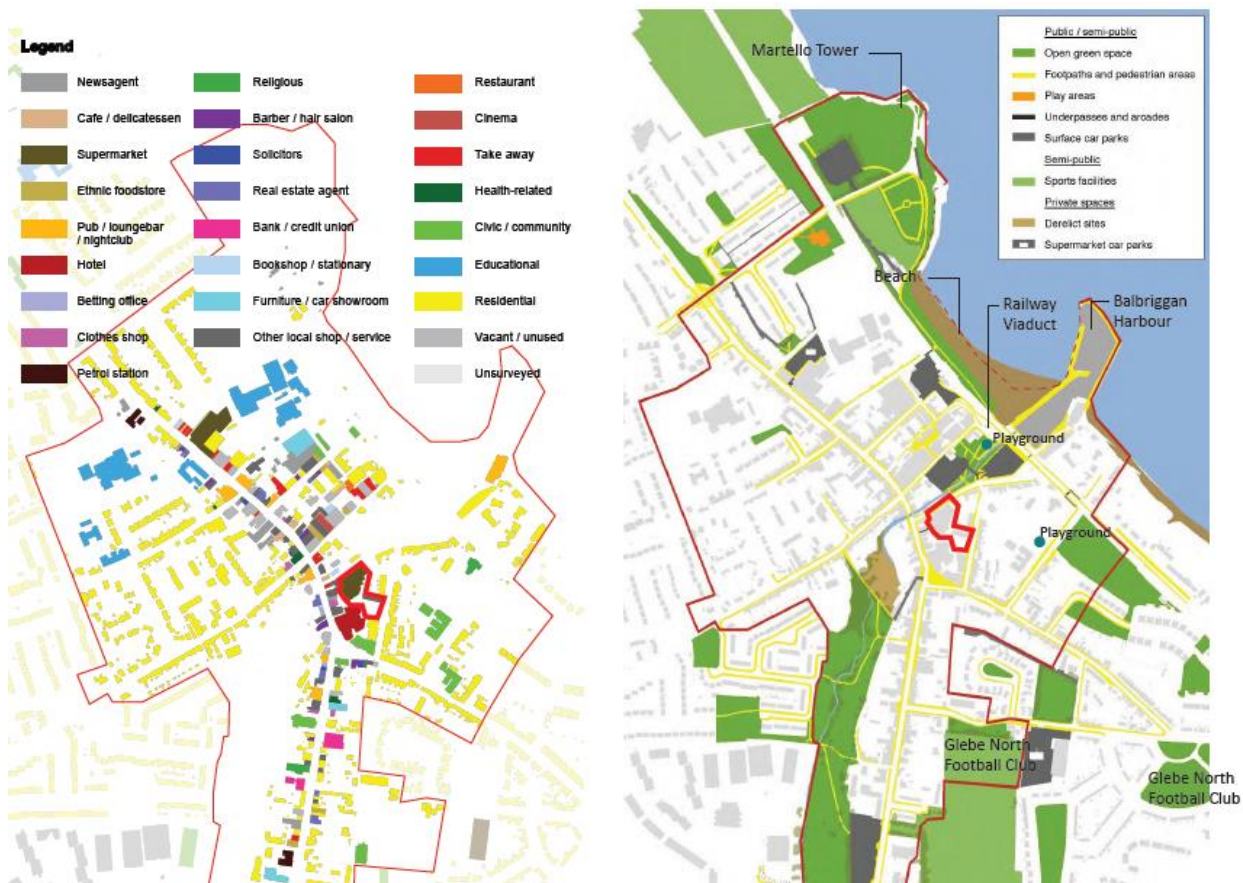 Legend
Newsagent
Cafe / delicatessen
Supermarket
Ethnic foodstore
Pub / loungebar
/ nightclub
Hotel
Betting office
Clothes shop
Petrol station
Religious
Barber / hair salon
Solicitors
Real estate agent
Bank / credit union
Bookshop / stationary
Furniture / car showroom
Other local shop / service
Restaurant
Cinema
Take away
Health-related
Civic / community
Educational
Residential
Vacant / unused
Unsurveyed
Martello Tower
Public / semi-public
Open green space
Footpaths and pedestrian areas
Play areas
Underpasses and arcades
Surface car parks
Semi-public
Sports facilities
Private spaces
Derelict sites
Supermarket car parks
Beach
Railway
Viaduct
Balbriggan
Harbour
Playground
Playground
Glebe North
Football Club
Glebe North
Football Club